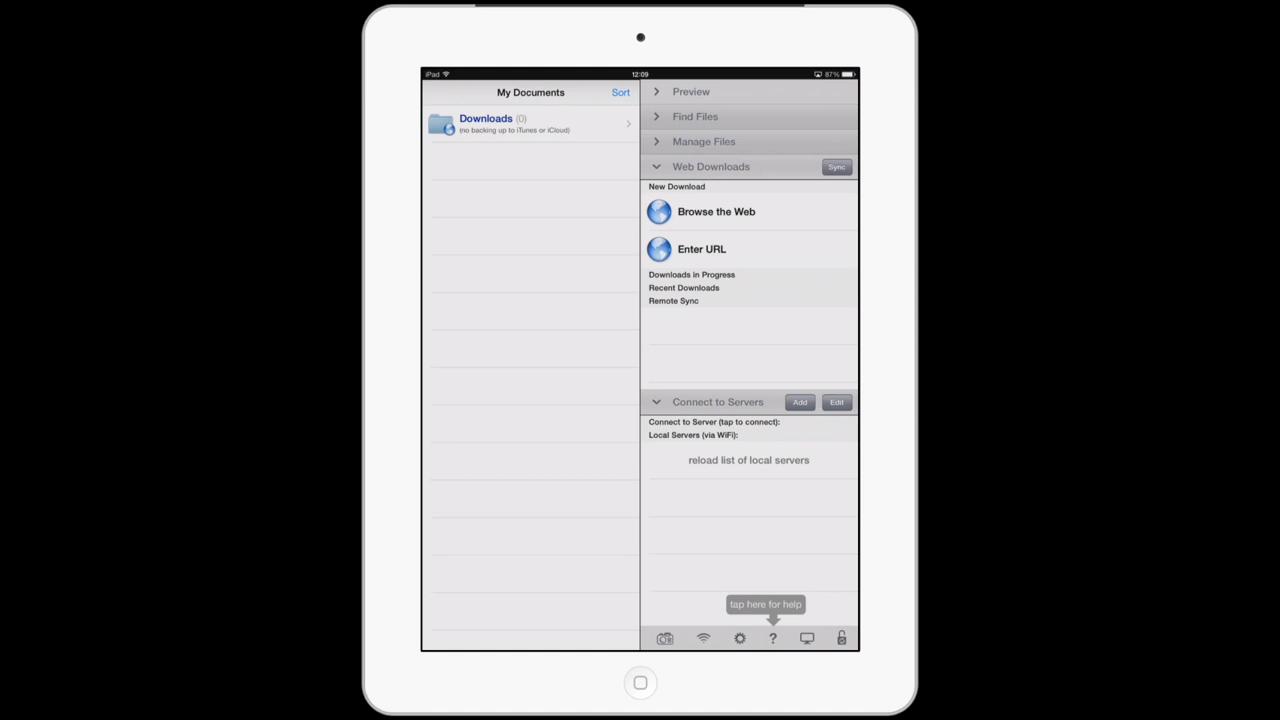 iPad
12:09
87%
My Documents
Sort
Downloads (0)
(no backing up to iTunes or iCloud)
Preview
Find Files
Manage Files
Web Downloads
Sync
New Download
Browse the Web
Enter URL
Downloads in Progress
Recent Downloads
Remote Sync
Connect to Servers
Add
Edit
Connect to Server (tap to connect):
Local Servers (via WiFi):
reload list of local servers
tap here for help
?